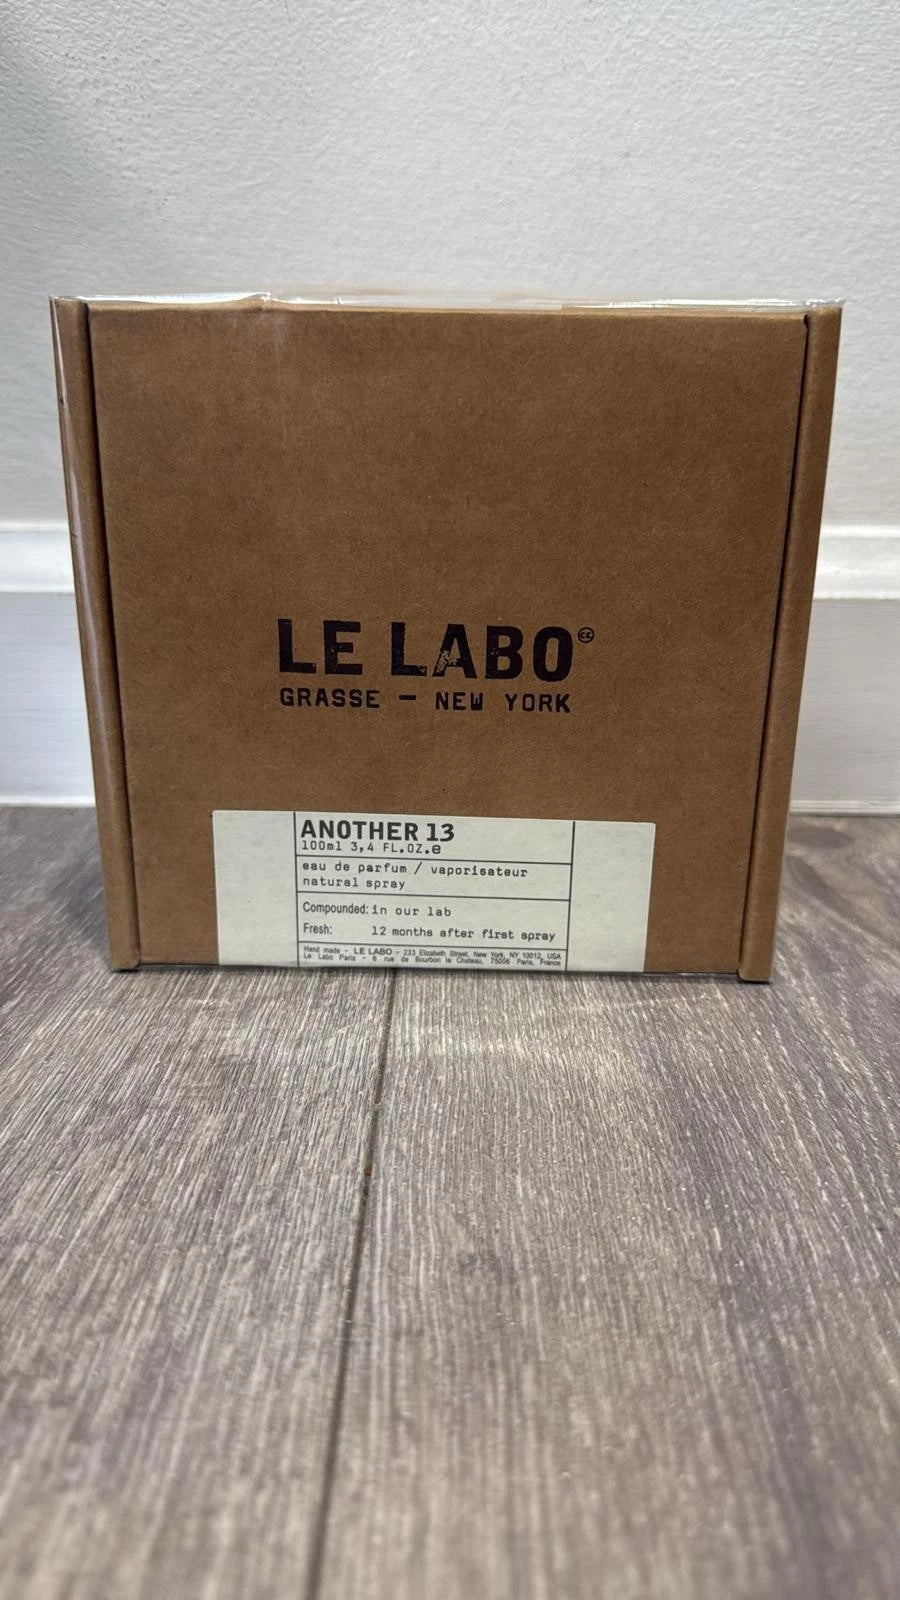 LE LABO
GRASSE - NEW YORK
ANOTHER 13
100ml 3,4 FL.OZ.e
eau de parfum / vaporisateur
natural spray
Compounded: in our lab
Fresh: 12 months after first spray
Hand made - LE LABO - 233 Elizabeth Street, New York, NY 10012, USA
Le Labo Paris - 6 rue de Bourbon le Chateau, 75006 Paris, France